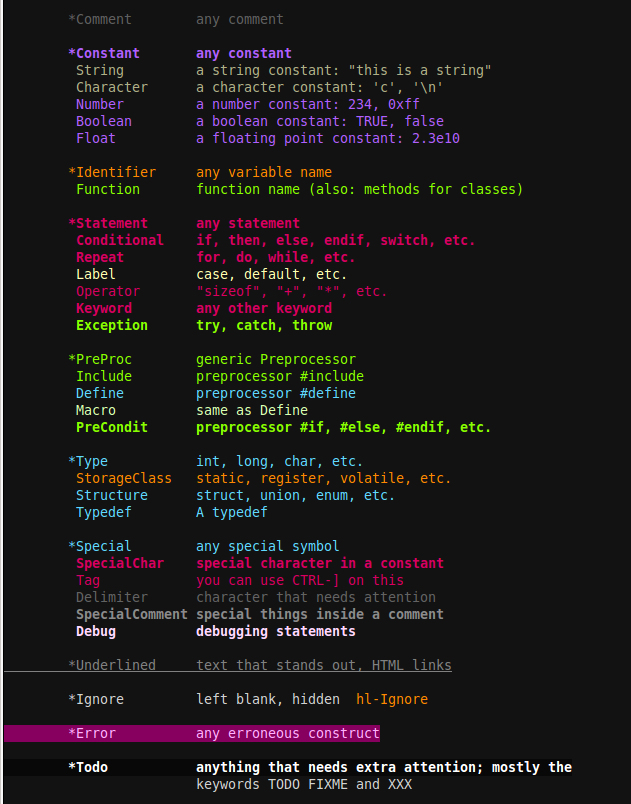 *Comment any comment
*Constant any constant
String a string constant: "this is a string"
Character a character constant: 'c', '\n'
Number a number constant: 234, 0xff
Boolean a boolean constant: TRUE, false
Float a floating point constant: 2.3e10
*Identifier any variable name
Function function name (also: methods for classes)
*Statement any statement
Conditional if, then, else, endif, switch, etc.
Repeat for, do, while, etc.
Label case, default, etc.
Operator "sizeof", "+", "*", etc.
Keyword any other keyword
Exception try, catch, throw
*PreProc generic Preprocessor
Include preprocessor #include
Define preprocessor #define
Macro same as Define
PreCondit preprocessor #if, #else, #endif, etc.
*Type int, long, char, etc.
StorageClass static, register, volatile, etc.
Structure struct, union, enum, etc.
Typedef A typedef
*Special any special symbol
SpecialChar special character in a constant
Tag you can use CTRL-] on this
Delimiter character that needs attention
SpecialComment special things inside a comment
Debug debugging statements
*Underlined text that stands out, HTML links
*Ignore left blank, hidden hl-Ignore
*Error any erroneous construct
*Todo anything that needs extra attention; mostly the
keywords TODO FIXME and XXX